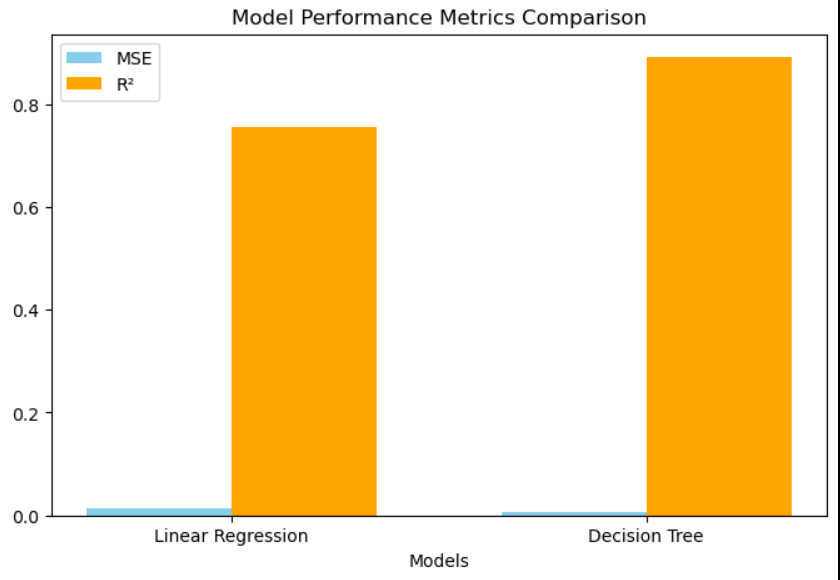 Model Performance Metrics Comparison
MSE
R²
0.8
0.6
0.4
0.2
0.0
Linear Regression Decision Tree
Models